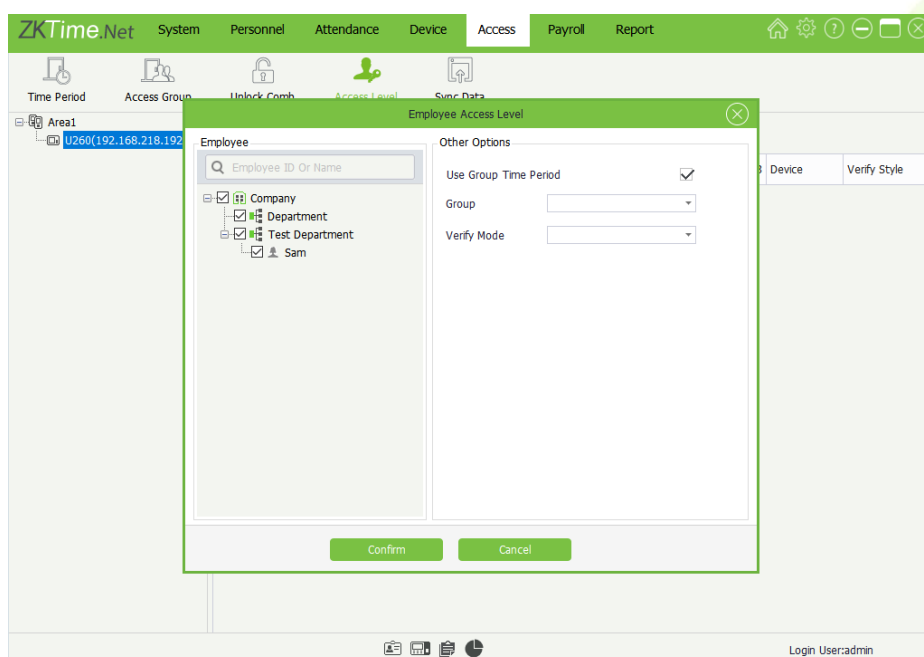 ZKTime.Net System Personnel Attendance Device Access Payroll Report
Time Period Access Group Unlock Comb Access Level Sync Data
Area1
U260(192.168.218.192
Employee Access Level
Employee
Employee ID Or Name
Company
Department
Test Department
Sam
Other Options
Use Group Time Period
Group
Verify Mode
Device Verify Style
Confirm Cancel
Login User:admin